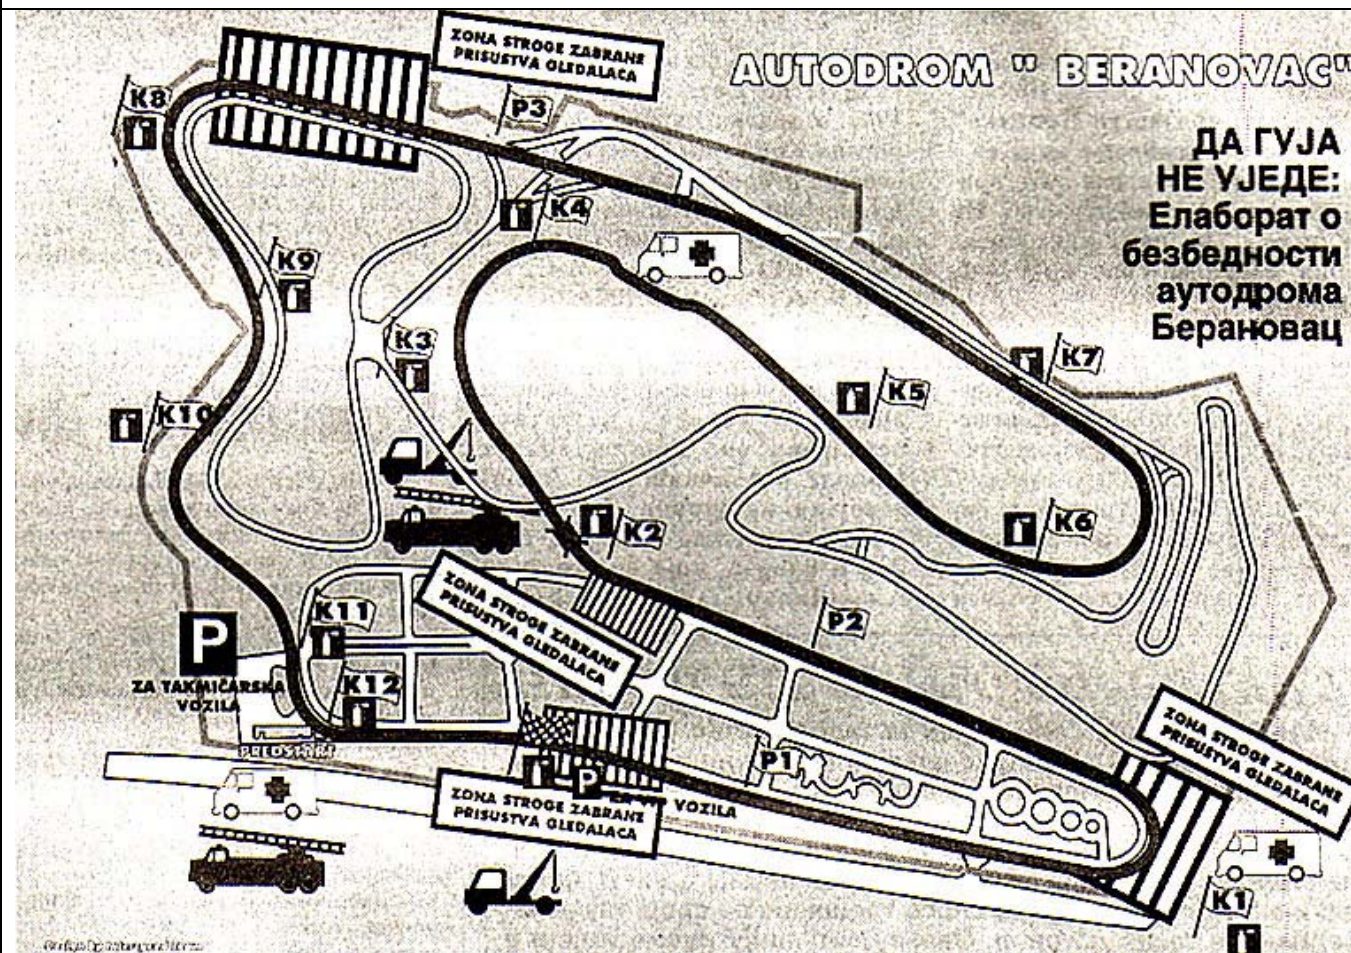 ZONA STROGE ZABRANE
PRISUSTVA GLEDALACA
AUTODROM " BERANOVAC"
ДА ГУЈА
НЕ УЈЕДЕ:
Елаборат о
безбедности
аутодрома
Берановац
K8
P3
K4
K9
K3
K7
K5
K10
K6
K2
ZONA STROGE ZABRANE
PRISUSTVA GLEDALACA
K11
P2
P
ZA TAKMIČARSKA
VOZILA
K12
PREDSTART
ZONA STROGE ZABRANE
PRISUSTVA GLEDALACA
P1
P
ZA VIP VOZILA
ZONA STROGE ZABRANE
PRISUSTVA GLEDALACA
K1